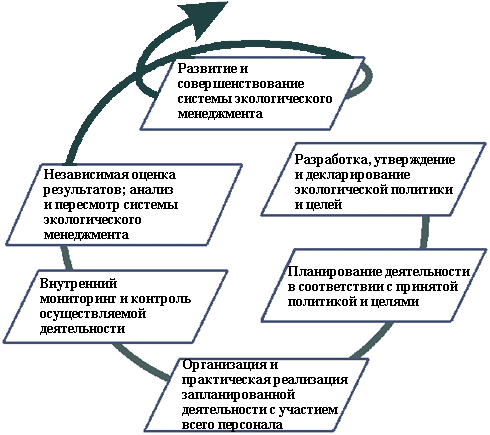 Развитие и
совершенствование
системы экологического
менеджмента
Разработка, утверждение
и декларирование
экологической политики
и целей
Планирование деятельности
в соответствии с принятой
политикой и целями
Организация и
практическая реализация
запланированной
деятельности с участием
всего персонала
Внутренний
мониторинг и контроль
осуществляемой
деятельности
Независимая оценка
результатов; анализ
и пересмотр системы
экологического
менеджмента